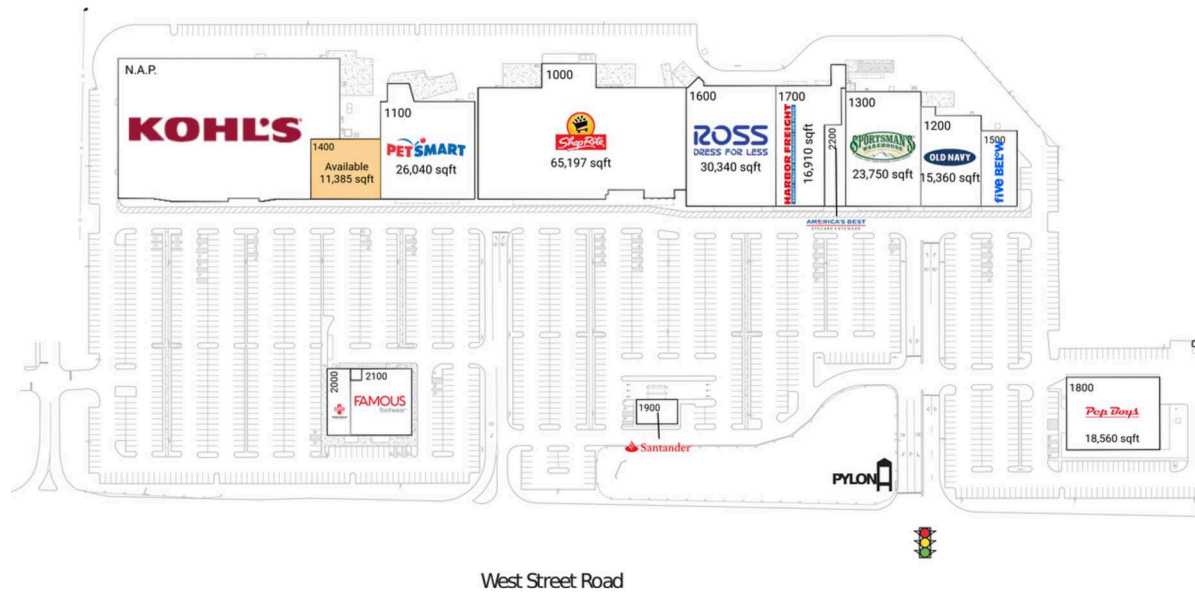 N.A.P.
KOHL'S
1400
Available
11,385 sqft
1100
PETSMART
26,040 sqft
1000
ShopRite
65,197 sqft
1600
ROSS
DRESS FOR LESS
30,340 sqft
1700
HARBOR FREIGHT
16,910 sqft
2200
AMERICA'S BEST
EYECARE & EYEWEAR
1300
SPORTSMAN'S
WAREHOUSE
23,750 sqft
1200
OLD NAVY
15,360 sqft
1500
five BEL°W
2000
2100
FAMOUS
footwear
1900
Santander
PYLON
1800
Pep Boys
18,560 sqft
West Street Road